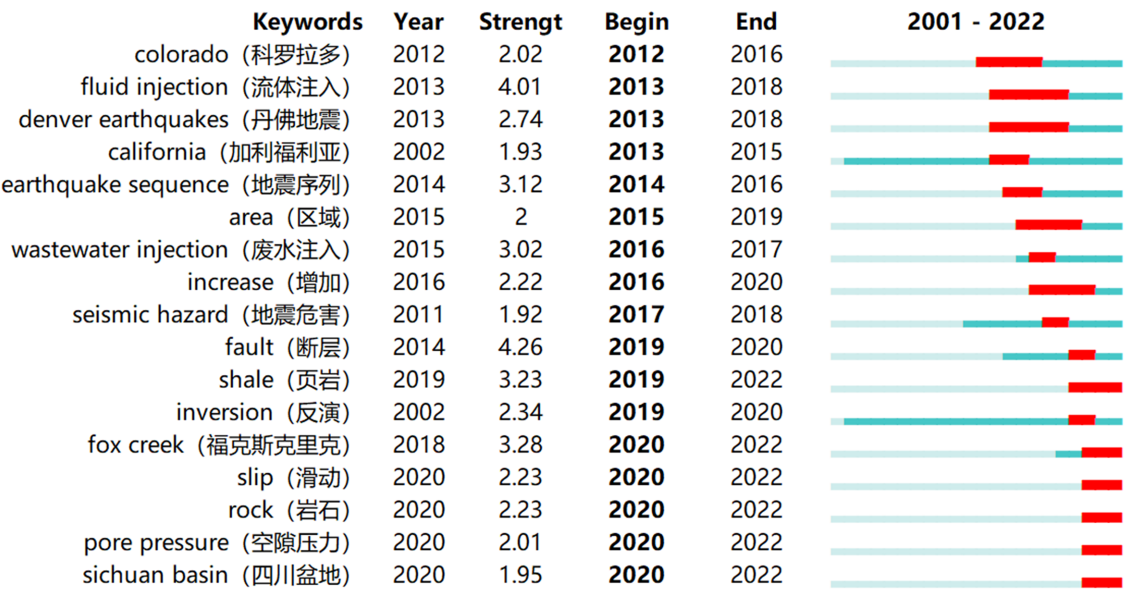 Keywords Year Strengt Begin End 2001 - 2022
colorado（科罗拉多） 2012 2.02 2012 2016
fluid injection（流体注入） 2013 4.01 2013 2018
denver earthquakes（丹佛地震） 2013 2.74 2013 2018
california（加利福利亚） 2002 1.93 2013 2015
earthquake sequence（地震序列） 2014 3.12 2014 2016
area（区域） 2015 2 2015 2019
wastewater injection（废水注入） 2015 3.02 2016 2017
increase（增加） 2016 2.22 2016 2020
seismic hazard（地震危害） 2011 1.92 2017 2018
fault（断层） 2014 4.26 2019 2020
shale（页岩） 2019 3.23 2019 2022
inversion（反演） 2002 2.34 2019 2020
fox creek（福克斯克里克） 2018 3.28 2020 2022
slip（滑动） 2020 2.23 2020 2022
rock（岩石） 2020 2.23 2020 2022
pore pressure（空隙压力） 2020 2.01 2020 2022
sichuan basin（四川盆地） 2020 1.95 2020 2022